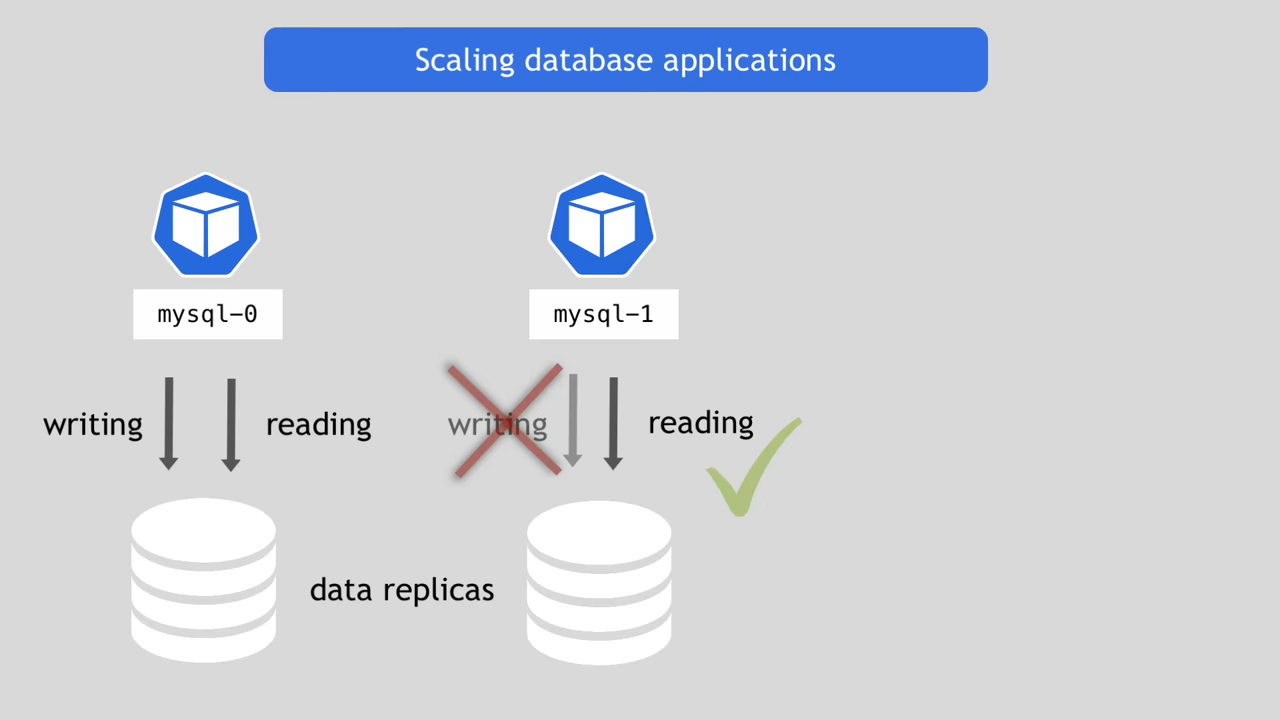 Scaling database applications
mysql-0
mysql-1
writing
reading
writing
reading
data replicas